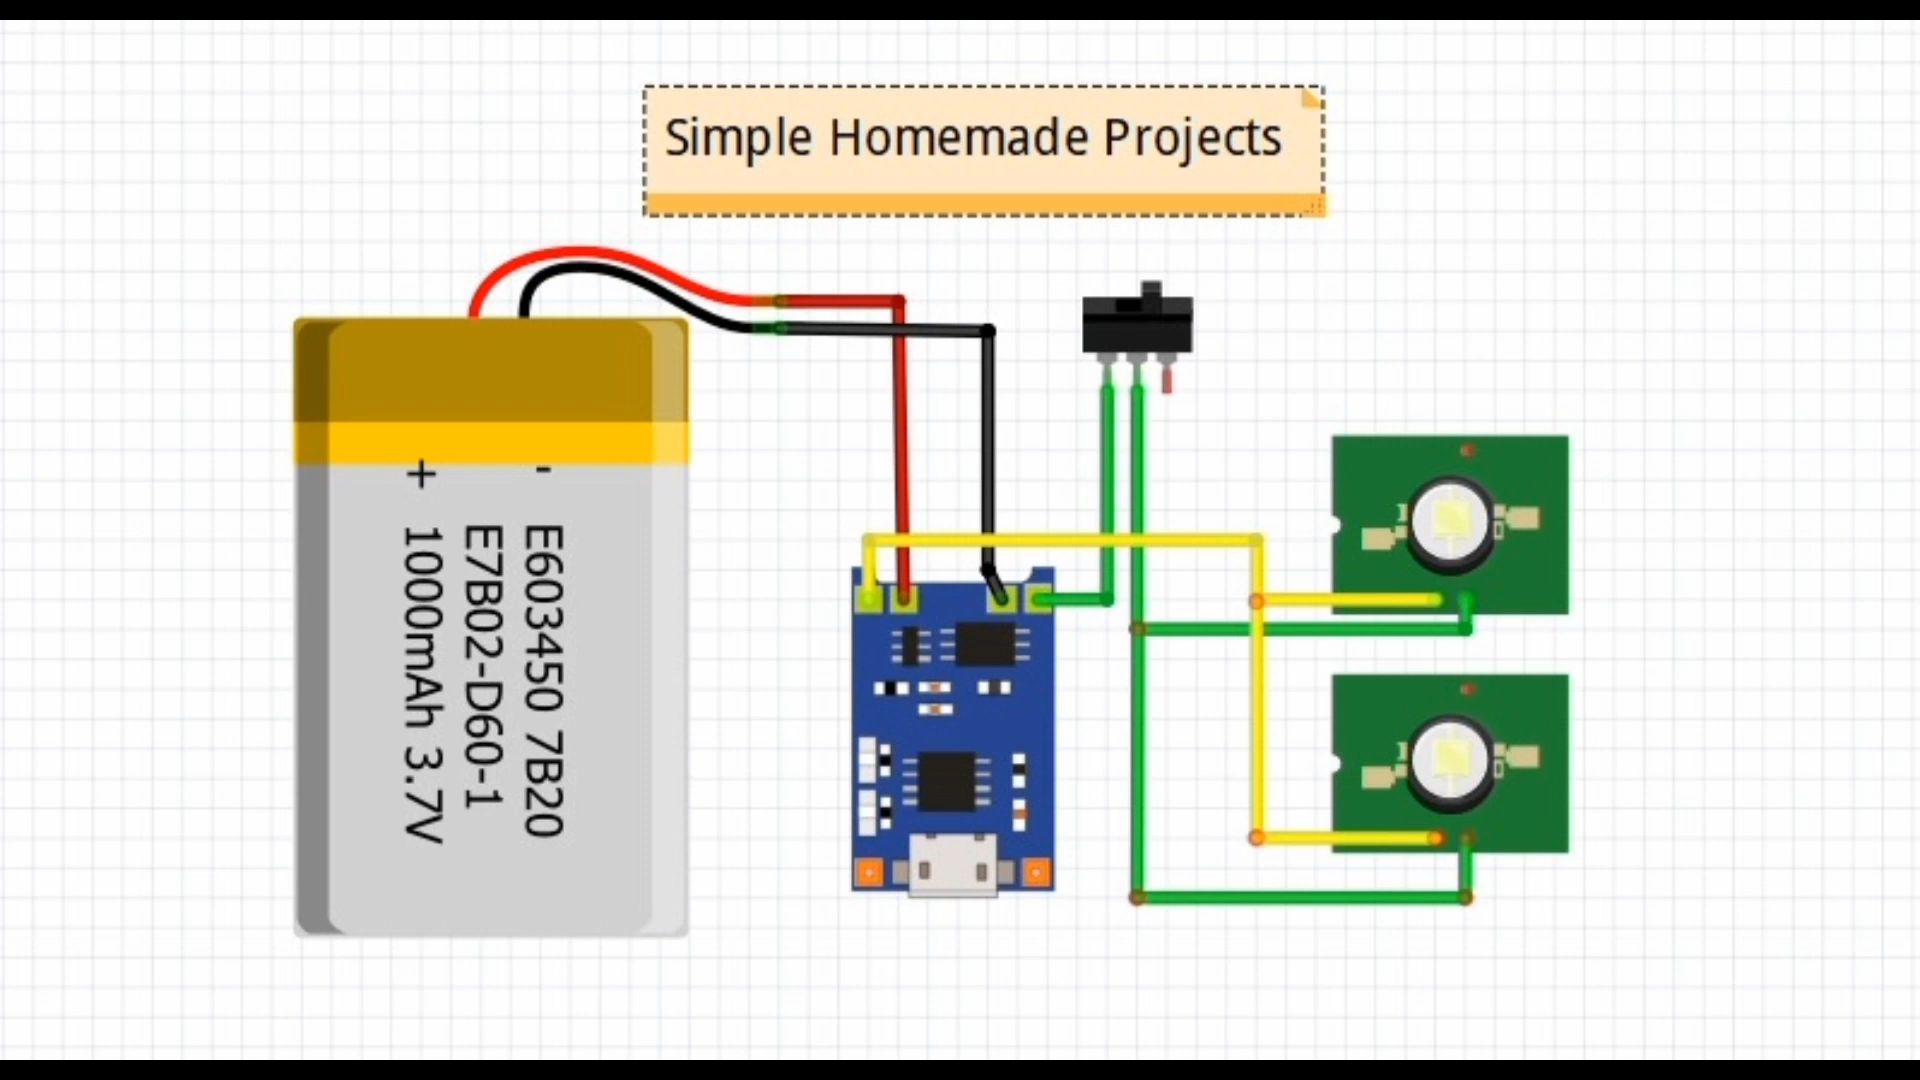 Simple Homemade Projects
+ -
E603450 7B20
E7B02-D60-1
1000mAh 3.7V